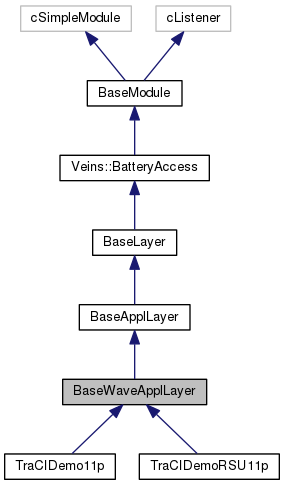 cSimpleModule cListener
BaseModule
Veins::BatteryAccess
BaseLayer
BaseApplLayer
BaseWaveApplLayer
TraCIDemo11p TraCIDemoRSU11p